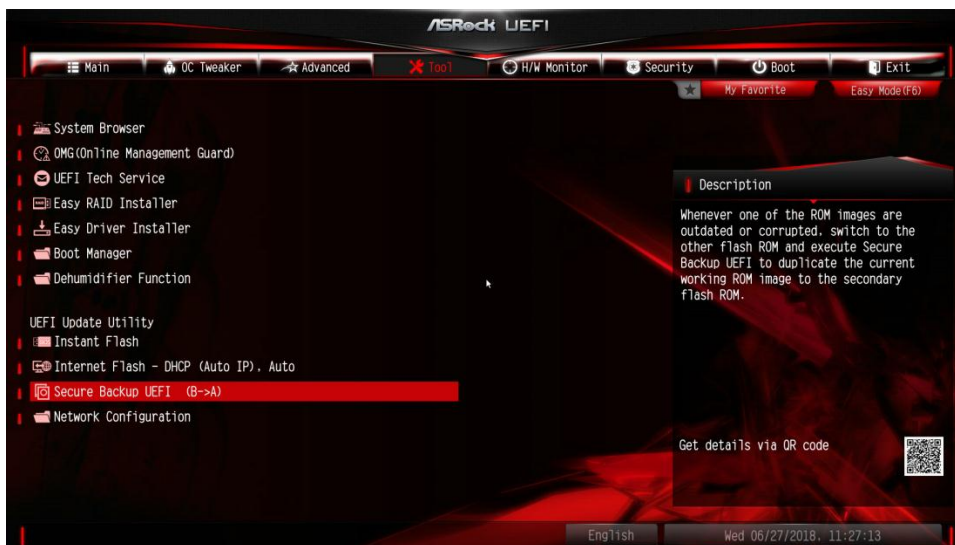 ASRock UEFI
Main OC Tweaker Advanced Tool H/W Monitor Security Boot Exit
My Favorite Easy Mode(F6)
System Browser
OMG(Online Management Guard)
UEFI Tech Service
Easy RAID Installer
Easy Driver Installer
Boot Manager
Dehumidifier Function
UEFI Update Utility
Instant Flash
Internet Flash - DHCP (Auto IP). Auto
Secure Backup UEFI (B->A)
Network Configuration
Description
Whenever one of the ROM images are
outdated or corrupted. switch to the
other flash ROM and execute Secure
Backup UEFI to duplicate the current
working ROM image to the secondary
flash ROM.
Get details via QR code
English Wed 06/27/2018. 11:27:13